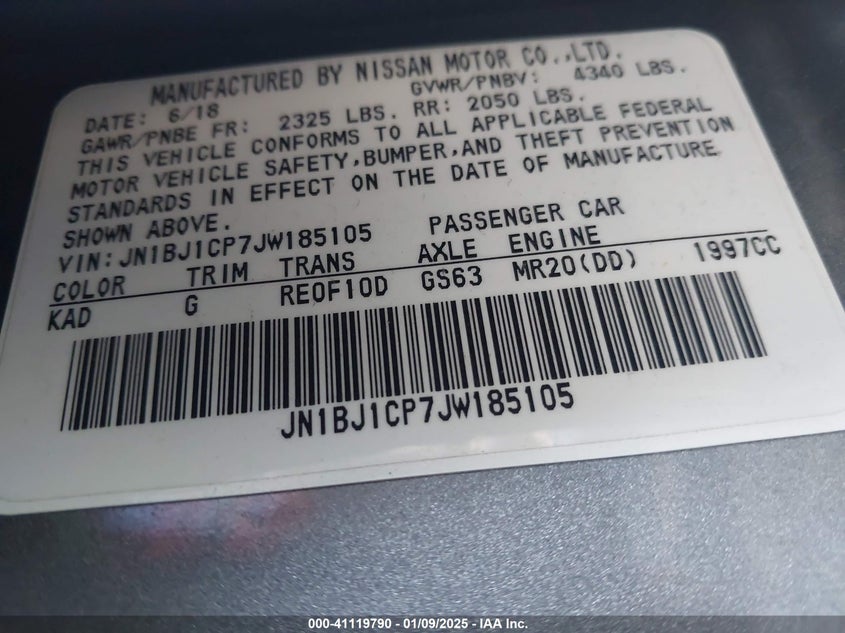 MANUFACTURED BY NISSAN MOTOR CO.,LTD.
DATE: 6/18 GVWR/PNBV: 4340 LBS.
GAWR/PNBE FR: 2325 LBS. RR: 2050 LBS.
THIS VEHICLE CONFORMS TO ALL APPLICABLE FEDERAL
MOTOR VEHICLE SAFETY,BUMPER,AND THEFT PREVENTION
STANDARDS IN EFFECT ON THE DATE OF MANUFACTURE
SHOWN ABOVE.
VIN:JN1BJ1CP7JW185105 PASSENGER CAR
COLOR TRIM TRANS AXLE ENGINE
KAD G RE0F10D GS63 MR20(DD) 1997CC
JN1BJ1CP7JW185105
000-41119790 - 01/09/2025 - IAA Inc.